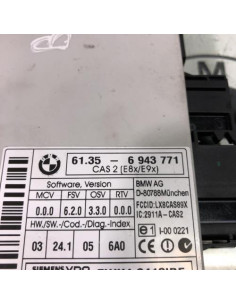 61.35 - 6 943 771
CAS 2 [E8x/E9x]
Software, Version
BMW AG
MCV FSV OSV RTV
D-80788München
0.0.0 6.2.0 3.3.0 0.0.0
FCCID:LX8CAS89X
IC:2911A-CAS2
HW./SW.-/Cod.-/Diag.-Index
03 24.1 05 6A0
e1 I-00 0221
SIEMENS VDO